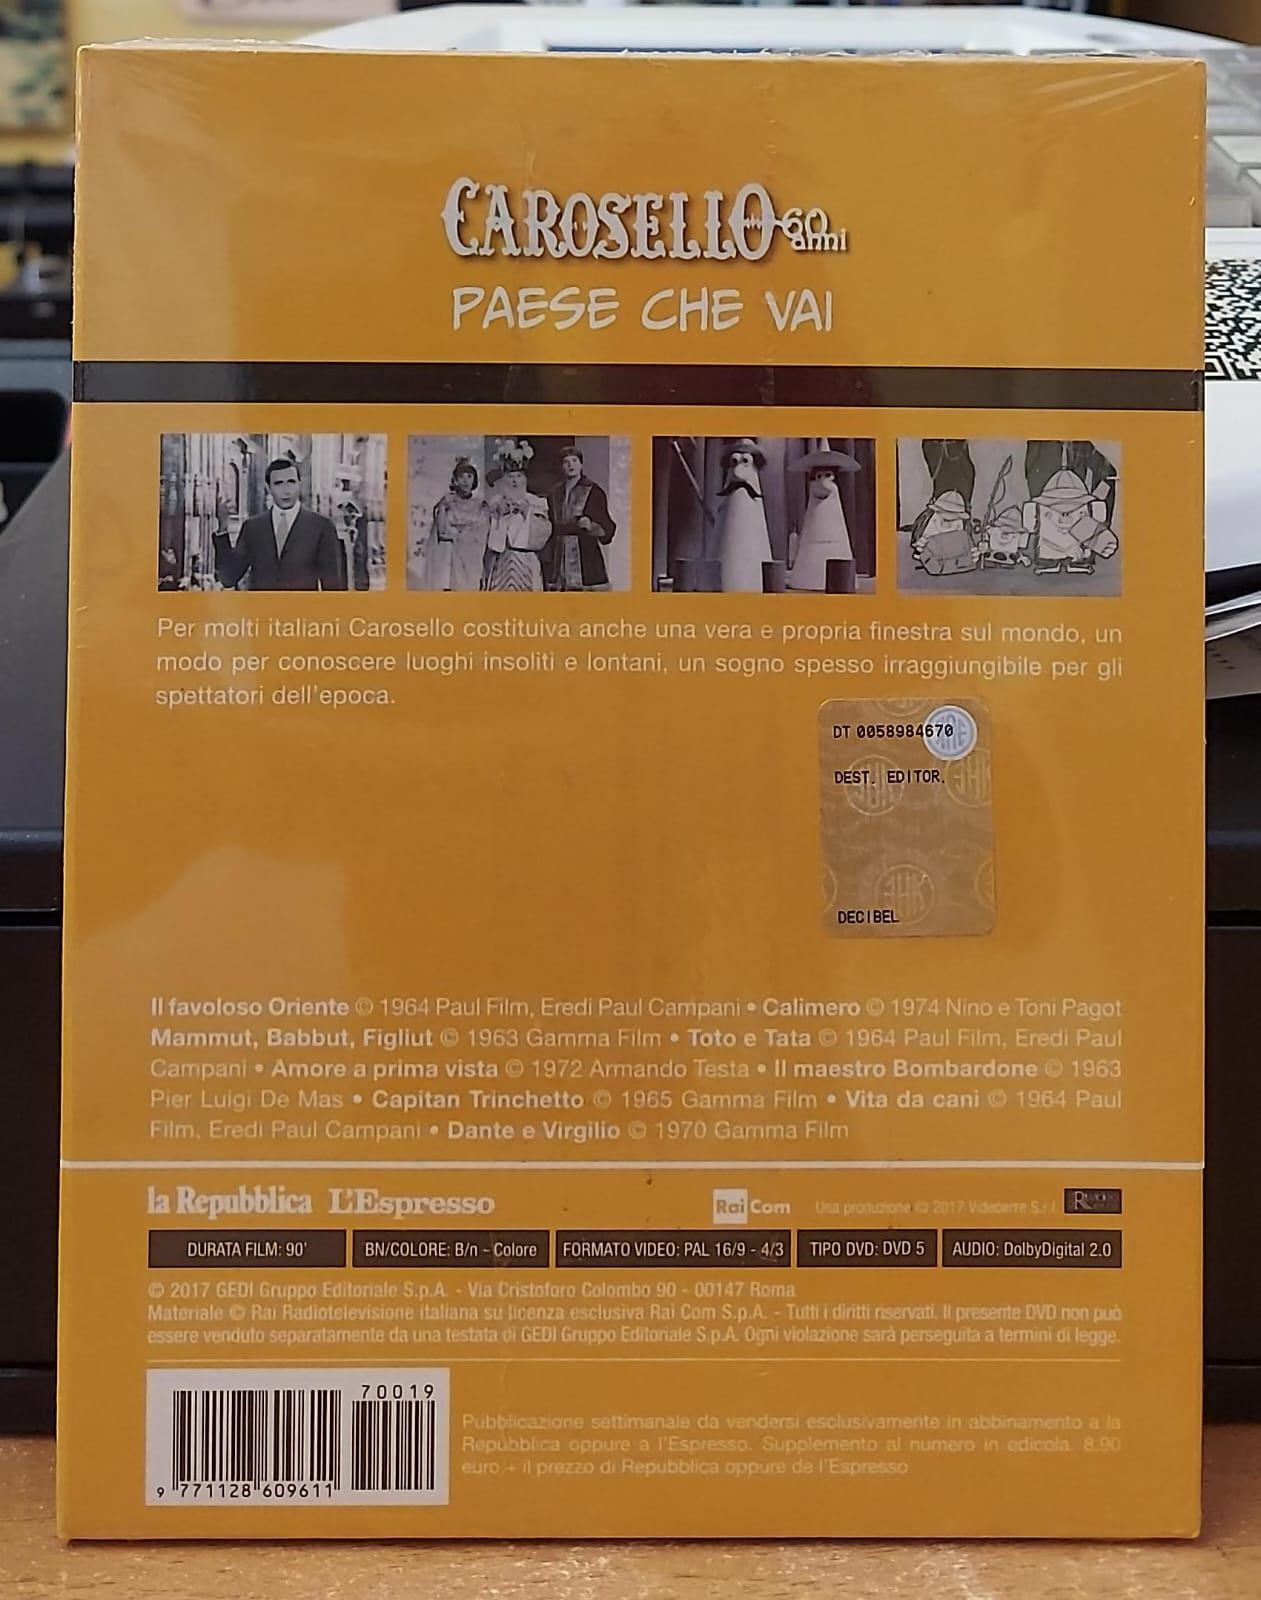 CAROSELLO 60 anni
PAESE CHE VAI
Per molti italiani Carosello costituiva anche una vera e propria finestra sul mondo, un
modo per conoscere luoghi insoliti e lontani, un sogno spesso irraggiungibile per gli
spettatori dell'epoca.
DT 0058984670
DEST. EDITOR.
DECIBEL
Il favoloso Oriente © 1964 Paul Film, Eredi Paul Campani • Calimero © 1974 Nino e Toni Pagot
Mammut, Babbut, Figliut © 1963 Gamma Film • Toto e Tata © 1964 Paul Film, Eredi Paul
Campani • Amore a prima vista © 1972 Armando Testa • Il maestro Bombardone © 1963
Pier Luigi De Mas • Capitan Trinchetto © 1965 Gamma Film • Vita da cani © 1964 Paul
Film, Eredi Paul Campani • Dante e Virgilio © 1970 Gamma Film
la Repubblica L'Espresso Rai Com Una produzione © 2017 Videoerre S.r.l.
DURATA FILM: 90' BN/COLORE: B/n - Colore FORMATO VIDEO: PAL 16/9 - 4/3 TIPO DVD: DVD 5 AUDIO: DolbyDigital 2.0
© 2017 GEDI Gruppo Editoriale S.p.A. - Via Cristoforo Colombo 90 - 00147 Roma
Materiale © Rai Radiotelevisione italiana su licenza esclusiva Rai Com S.p.A. - Tutti i diritti riservati. Il presente DVD non può
essere venduto separatamente da una testata di GEDI Gruppo Editoriale S.p.A. Ogni violazione sarà perseguita a termini di legge.
70019
9 771128 609611
Pubblicazione settimanale da vendersi esclusivamente in abbinamento a la
Repubblica oppure a l'Espresso. Supplemento al numero in edicola. 8,90
euro + il prezzo di Repubblica oppure de l'Espresso